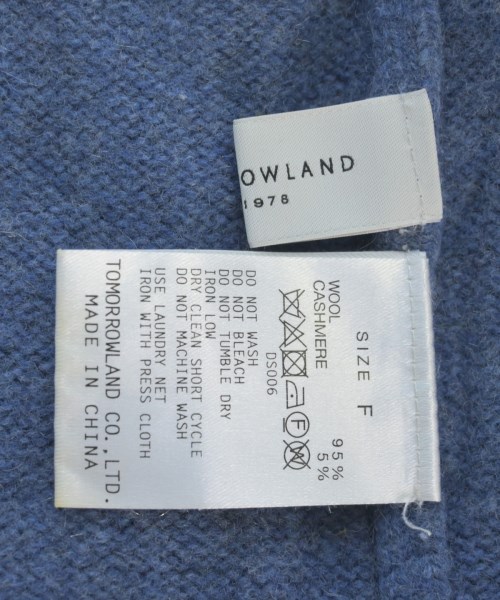 OWLAND
1978
SIZE F
WOOL 95%
CASHMERE 5%
DS006
DO NOT WASH
DO NOT BLEACH
DO NOT TUMBLE DRY
IRON LOW
DRY CLEAN SHORT CYCLE
DO NOT MACHINE WASH
USE LAUNDRY NET
IRON WITH PRESS CLOTH
TOMORROWLAND CO.,LTD.
MADE IN CHINA